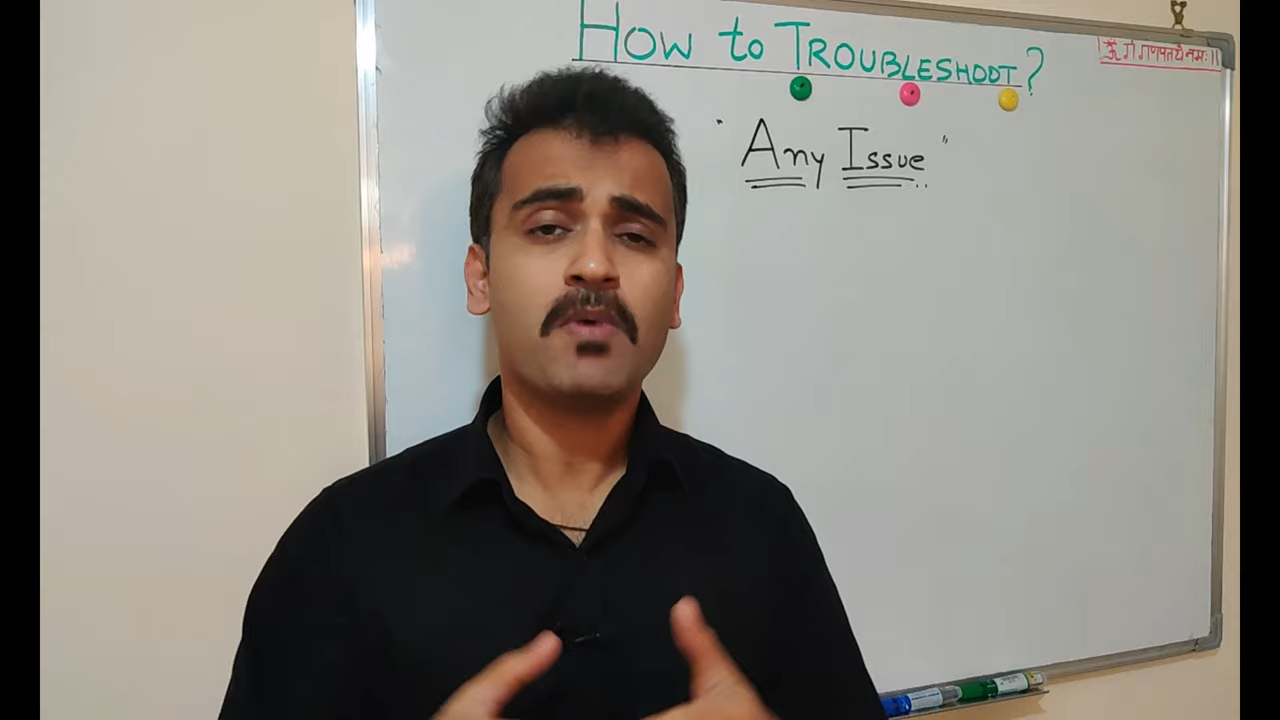 How to TROUBLESHOOT?
ॐ गं गणपतये नमः।।
" Any Issue "